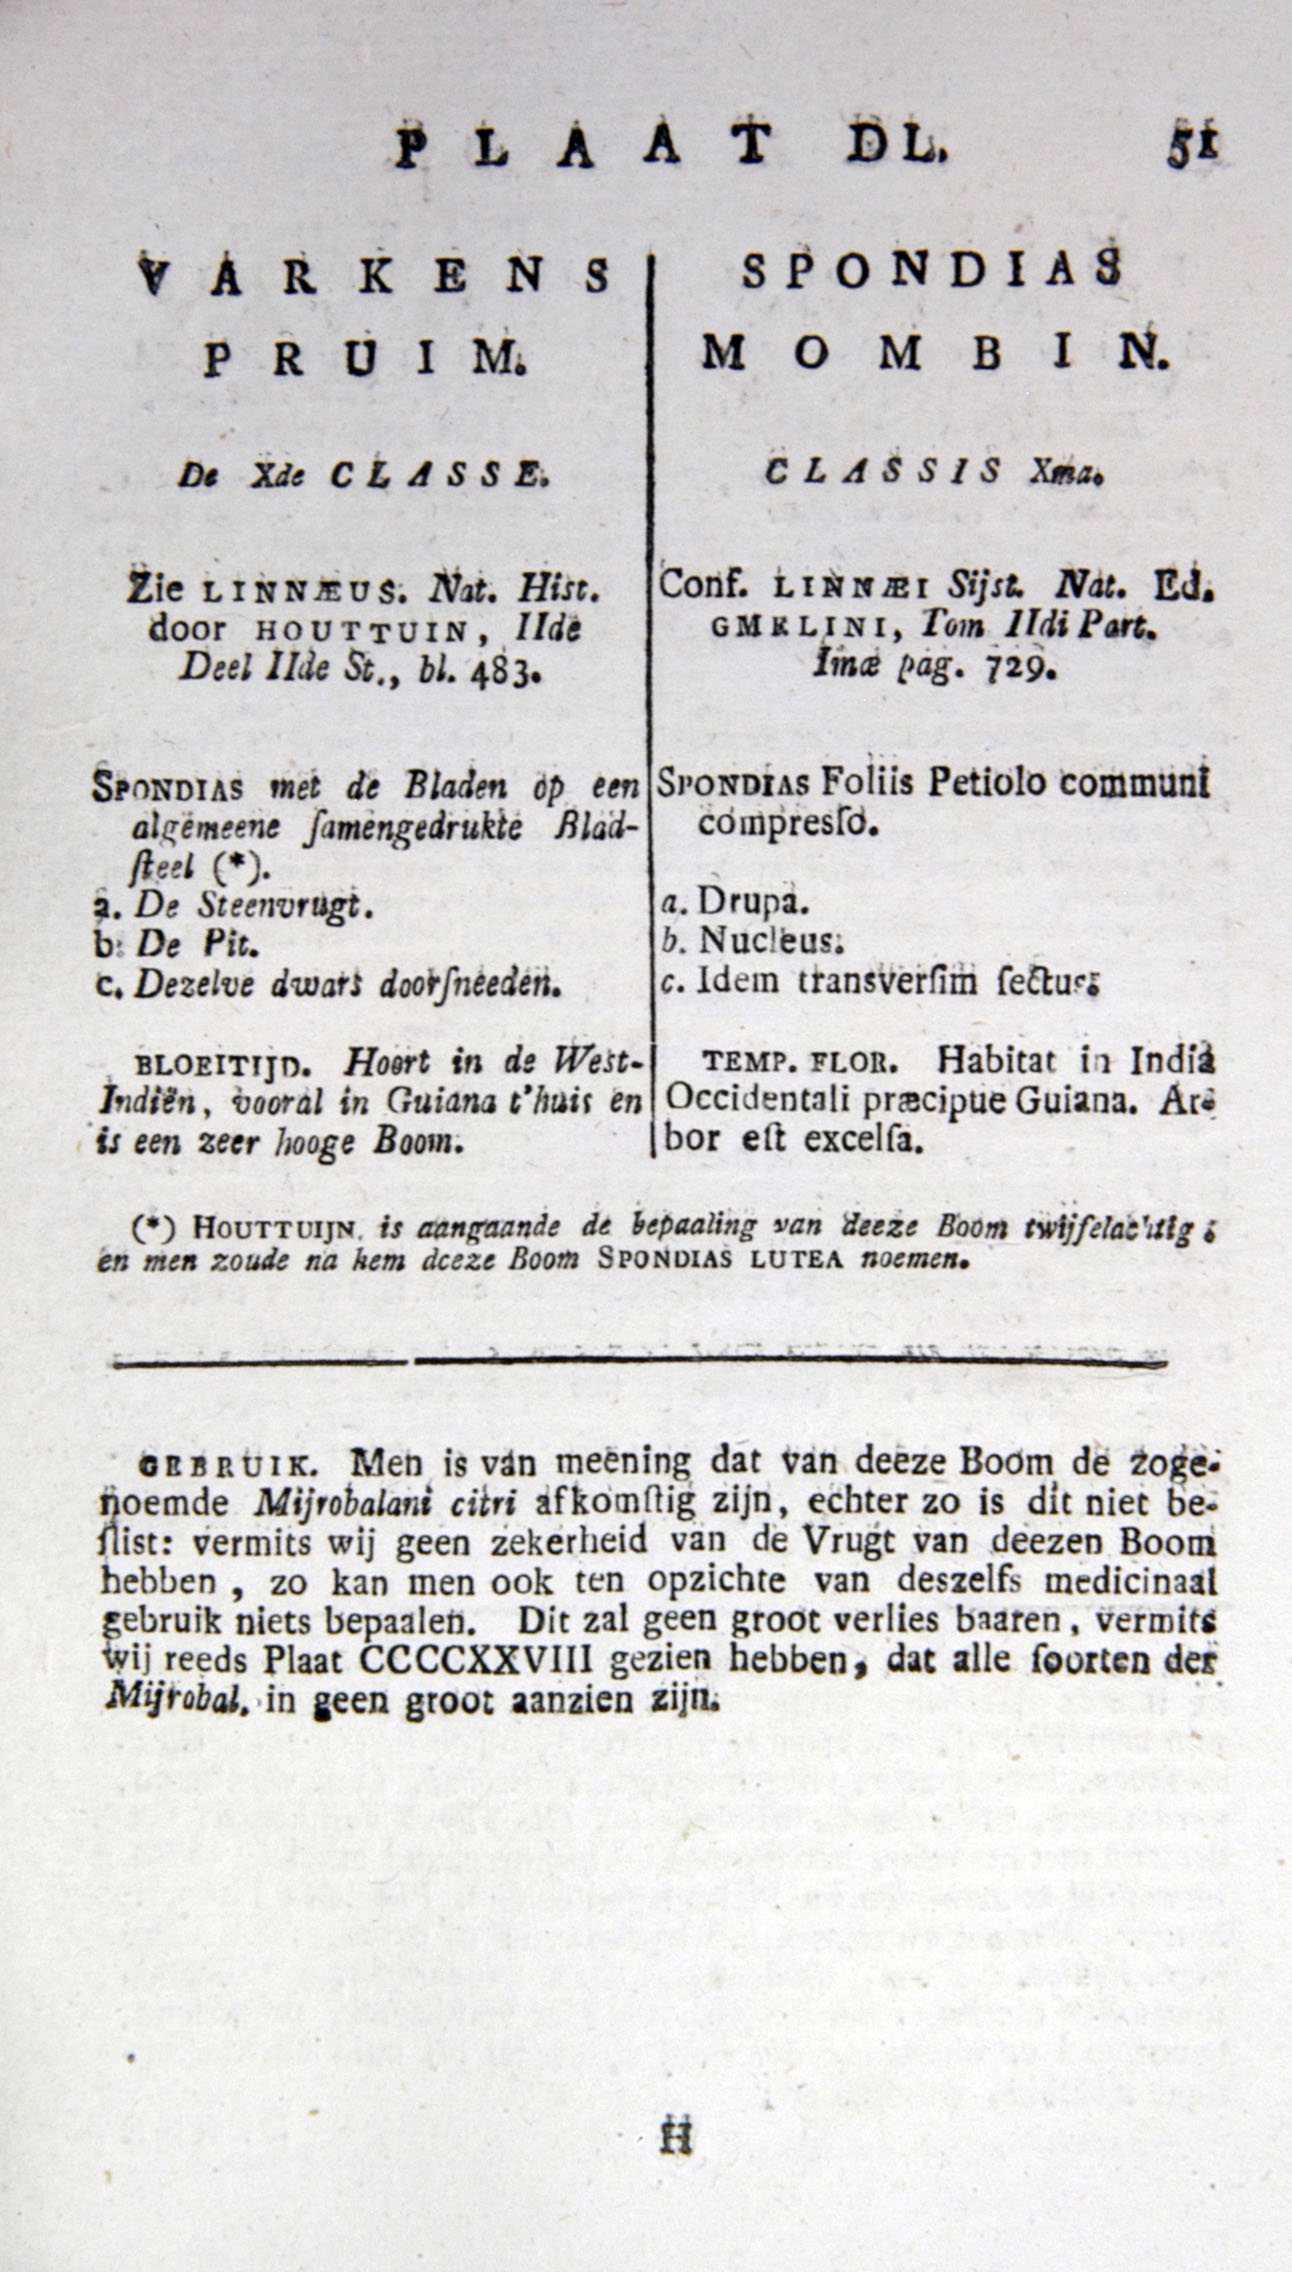 PLAAT DL. 51
VARKENS
PRUIM.
De Xde CLASSE.
Zie LINNÆUS. Nat. Hist.
door HOUTTUIN, IIde
Deel IIde St., bl. 483.
SPONDIAS met de Bladen op een
algemeene ſamengedrukte Blad-
ſteel (*).
a. De Steenvrugt.
b. De Pit.
c. Dezelve dwars doorſneeden.
BLOEITIJD. Hoort in de West-
Indiën, vooral in Guiana t'huis en
is een zeer hooge Boom.
SPONDIAS
MOMBIN.
CLASSIS Xma.
Conf. LINNÆI Sijst. Nat. Ed.
GMELINI, Tom IIdi Part.
Imæ pag. 729.
SPONDIAS Foliis Petiolo communi
compresſo.
a. Drupa.
b. Nucleus.
c. Idem transverſim ſectus.
TEMP. FLOR. Habitat in India
Occidentali præcipue Guiana. Ar-
bor eſt excelſa.
(*) HOUTTUIJN, is aangaande de bepaaling van deeze Boom twijfelachtig;
en men zoude na hem deeze Boom SPONDIAS LUTEA noemen.
GEBRUIK. Men is van meening dat van deeze Boom de zoge-
noemde Mijrobalani citri afkomſtig zijn, echter zo is dit niet be-
ſlist: vermits wij geen zekerheid van de Vrugt van deezen Boom
hebben, zo kan men ook ten opzichte van deszelfs medicinaal
gebruik niets bepaalen. Dit zal geen groot verlies baaren, vermits
wij reeds Plaat CCCCXXVIII gezien hebben, dat alle ſoorten der
Mijrobal. in geen groot aanzien zijn.
H